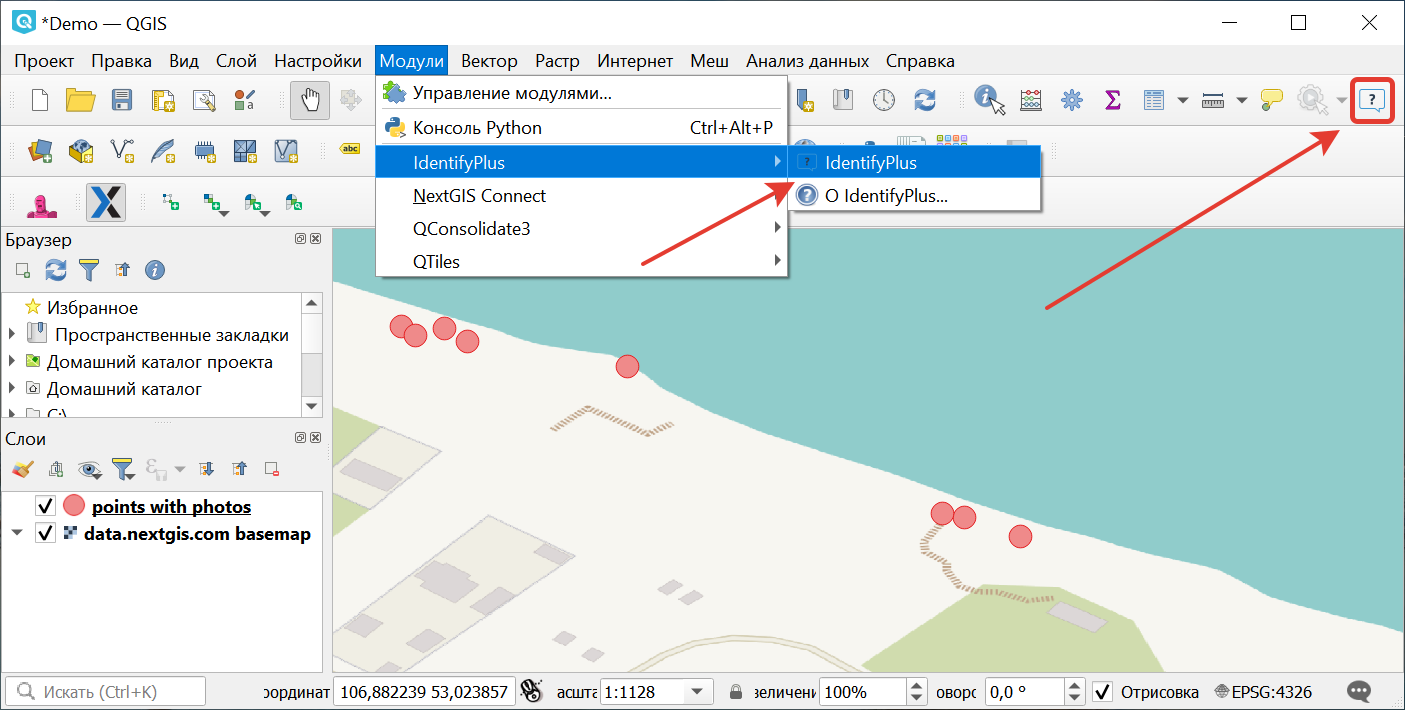 *Demo — QGIS
Проект Правка Вид Слой Настройки Модули Вектор Растр Интернет Меш Анализ данных Справка
Управление модулями...
Консоль Python Ctrl+Alt+P
IdentifyPlus
NextGIS Connect
QConsolidate3
QTiles
IdentifyPlus
О IdentifyPlus...
abc
Браузер
Избранное
Пространственные закладки
Домашний каталог проекта
Домашний каталог
C:\
Слои
points with photos
data.nextgis.com basemap
Искать (Ctrl+K) оординат 106,882239 53,023857 асшта 1:1128 величени 100% оворо 0,0 ° Отрисовка EPSG:4326